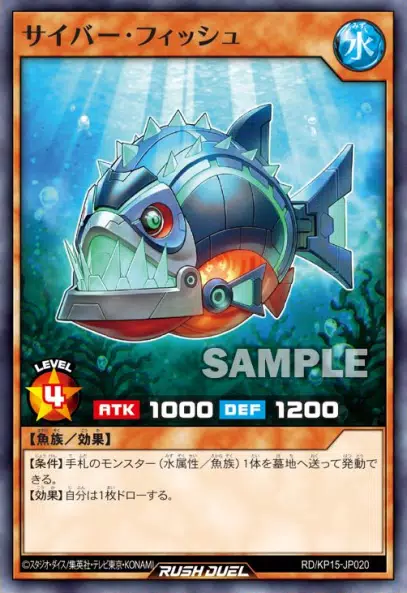 サイバー・フィッシュ
みず
水
SAMPLE
LEVEL
4
ATK 1000 DEF 1200
【魚族／効果】
【条件】手札のモンスター（水属性／魚族）1体を墓地へ送って発動で
きる。
【効果】自分は1枚ドローする。
©スタジオ・ダイス/集英社・テレビ東京・KONAMI RUSH DUEL RD/KP15-JP020